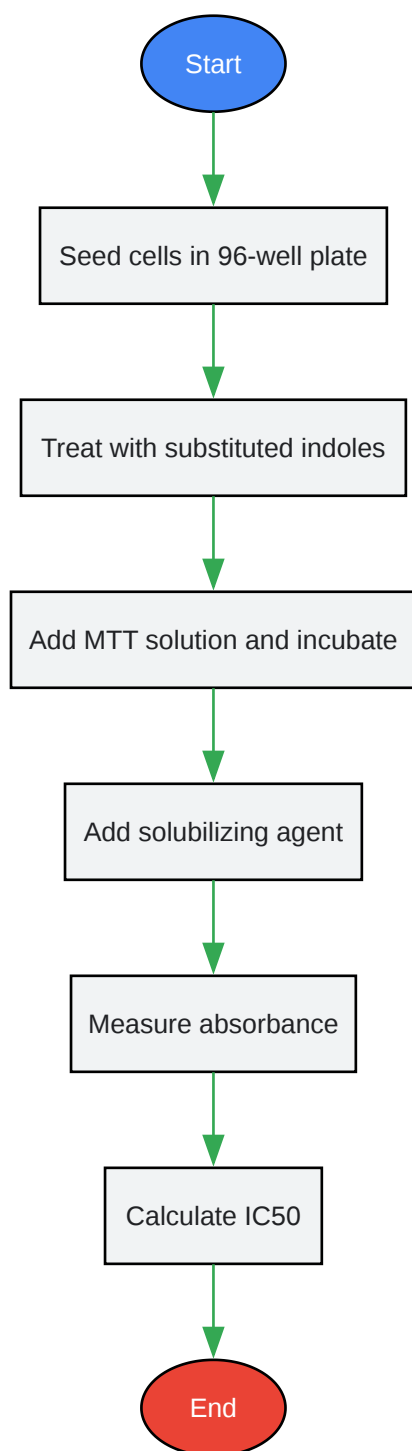 Start
Seed cells in 96-well plate
Treat with substituted indoles
Add MTT solution and incubate
Add solubilizing agent
Measure absorbance
Calculate IC50
End